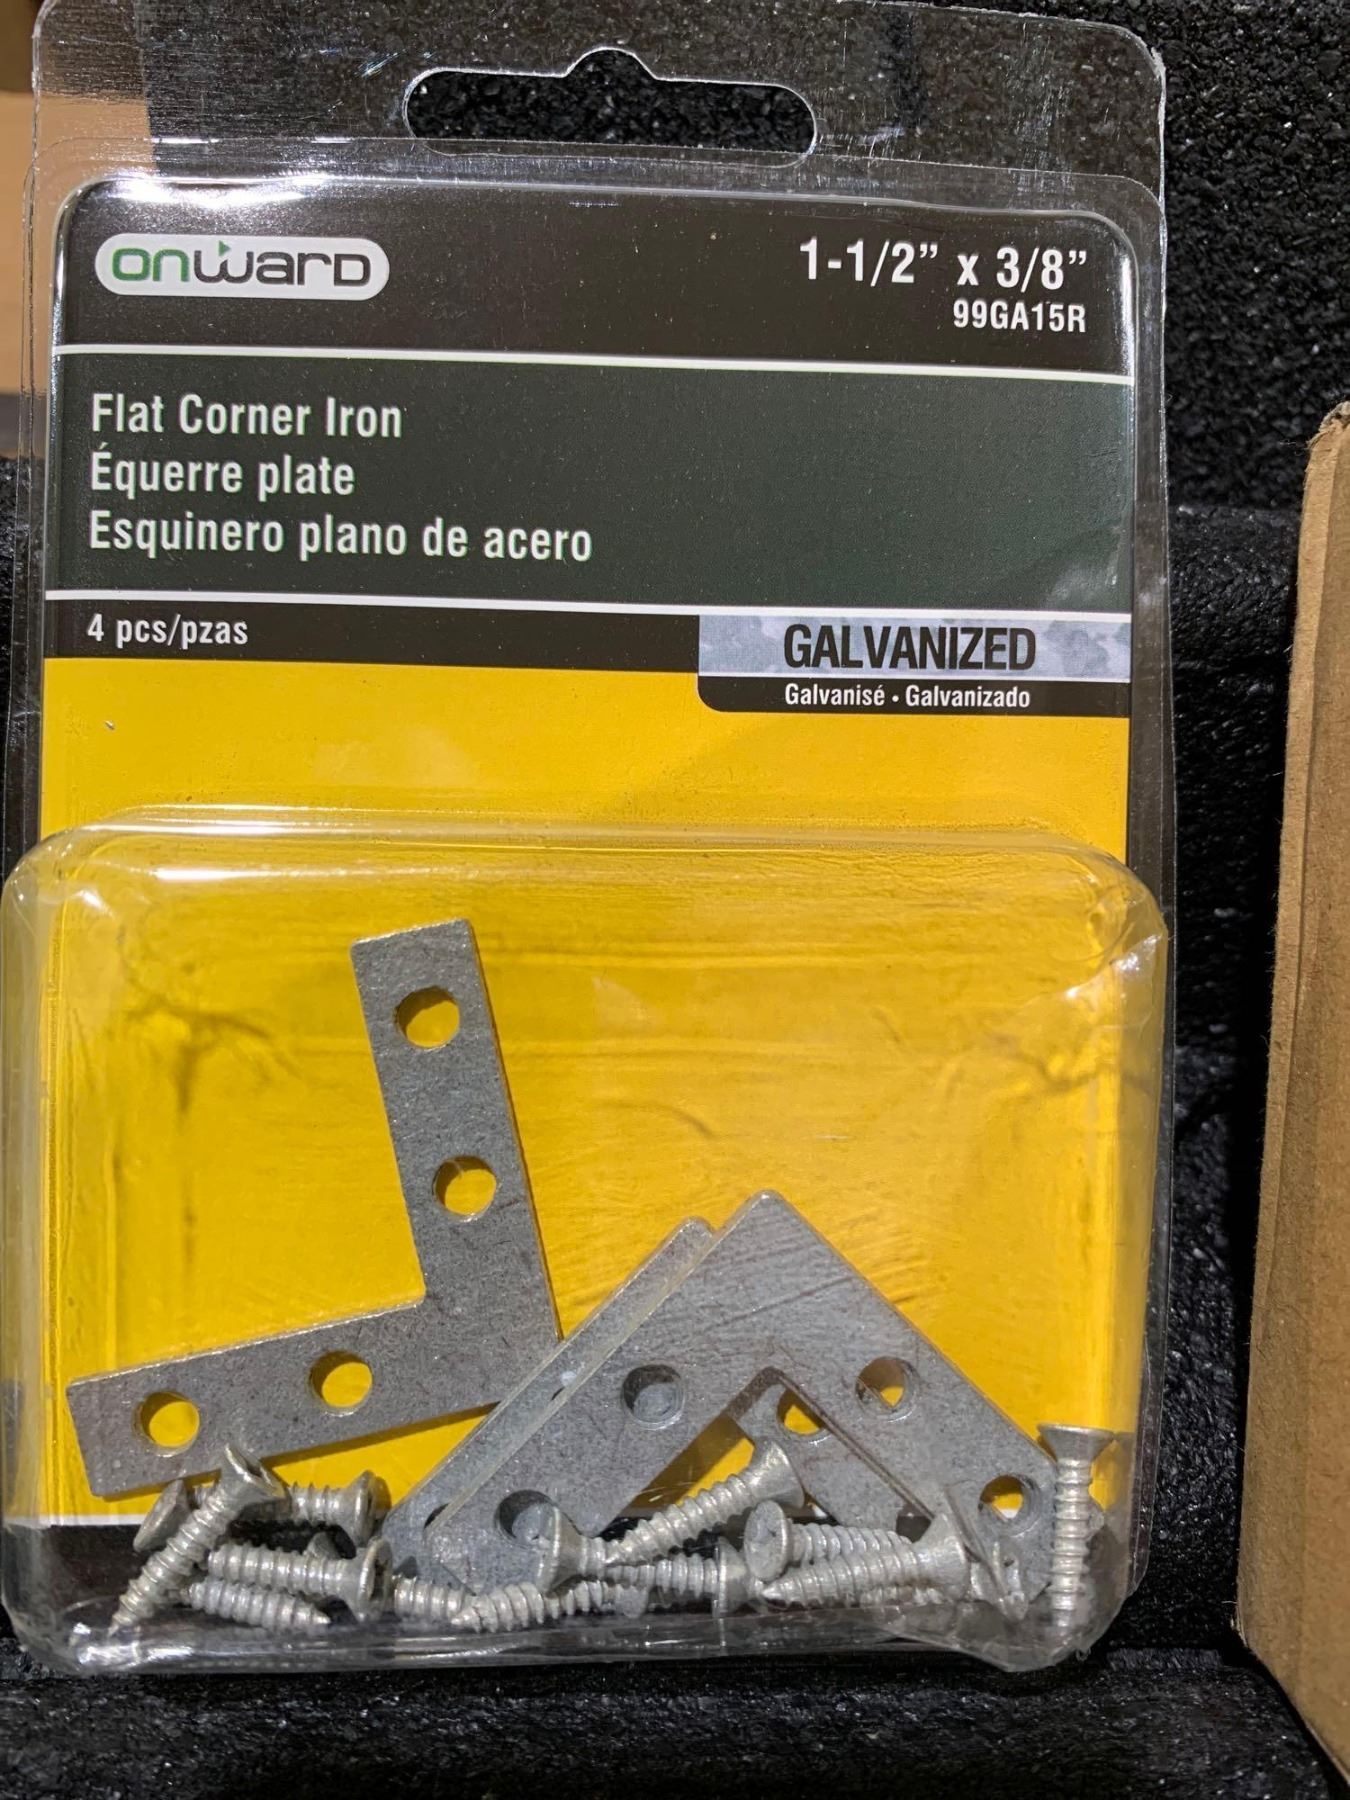 onward
1-1/2” x 3/8”
99GA15R
Flat Corner Iron
Équerre plate
Esquinero plano de acero
4 pcs/pzas
GALVANIZED
Galvanisé • Galvanizado